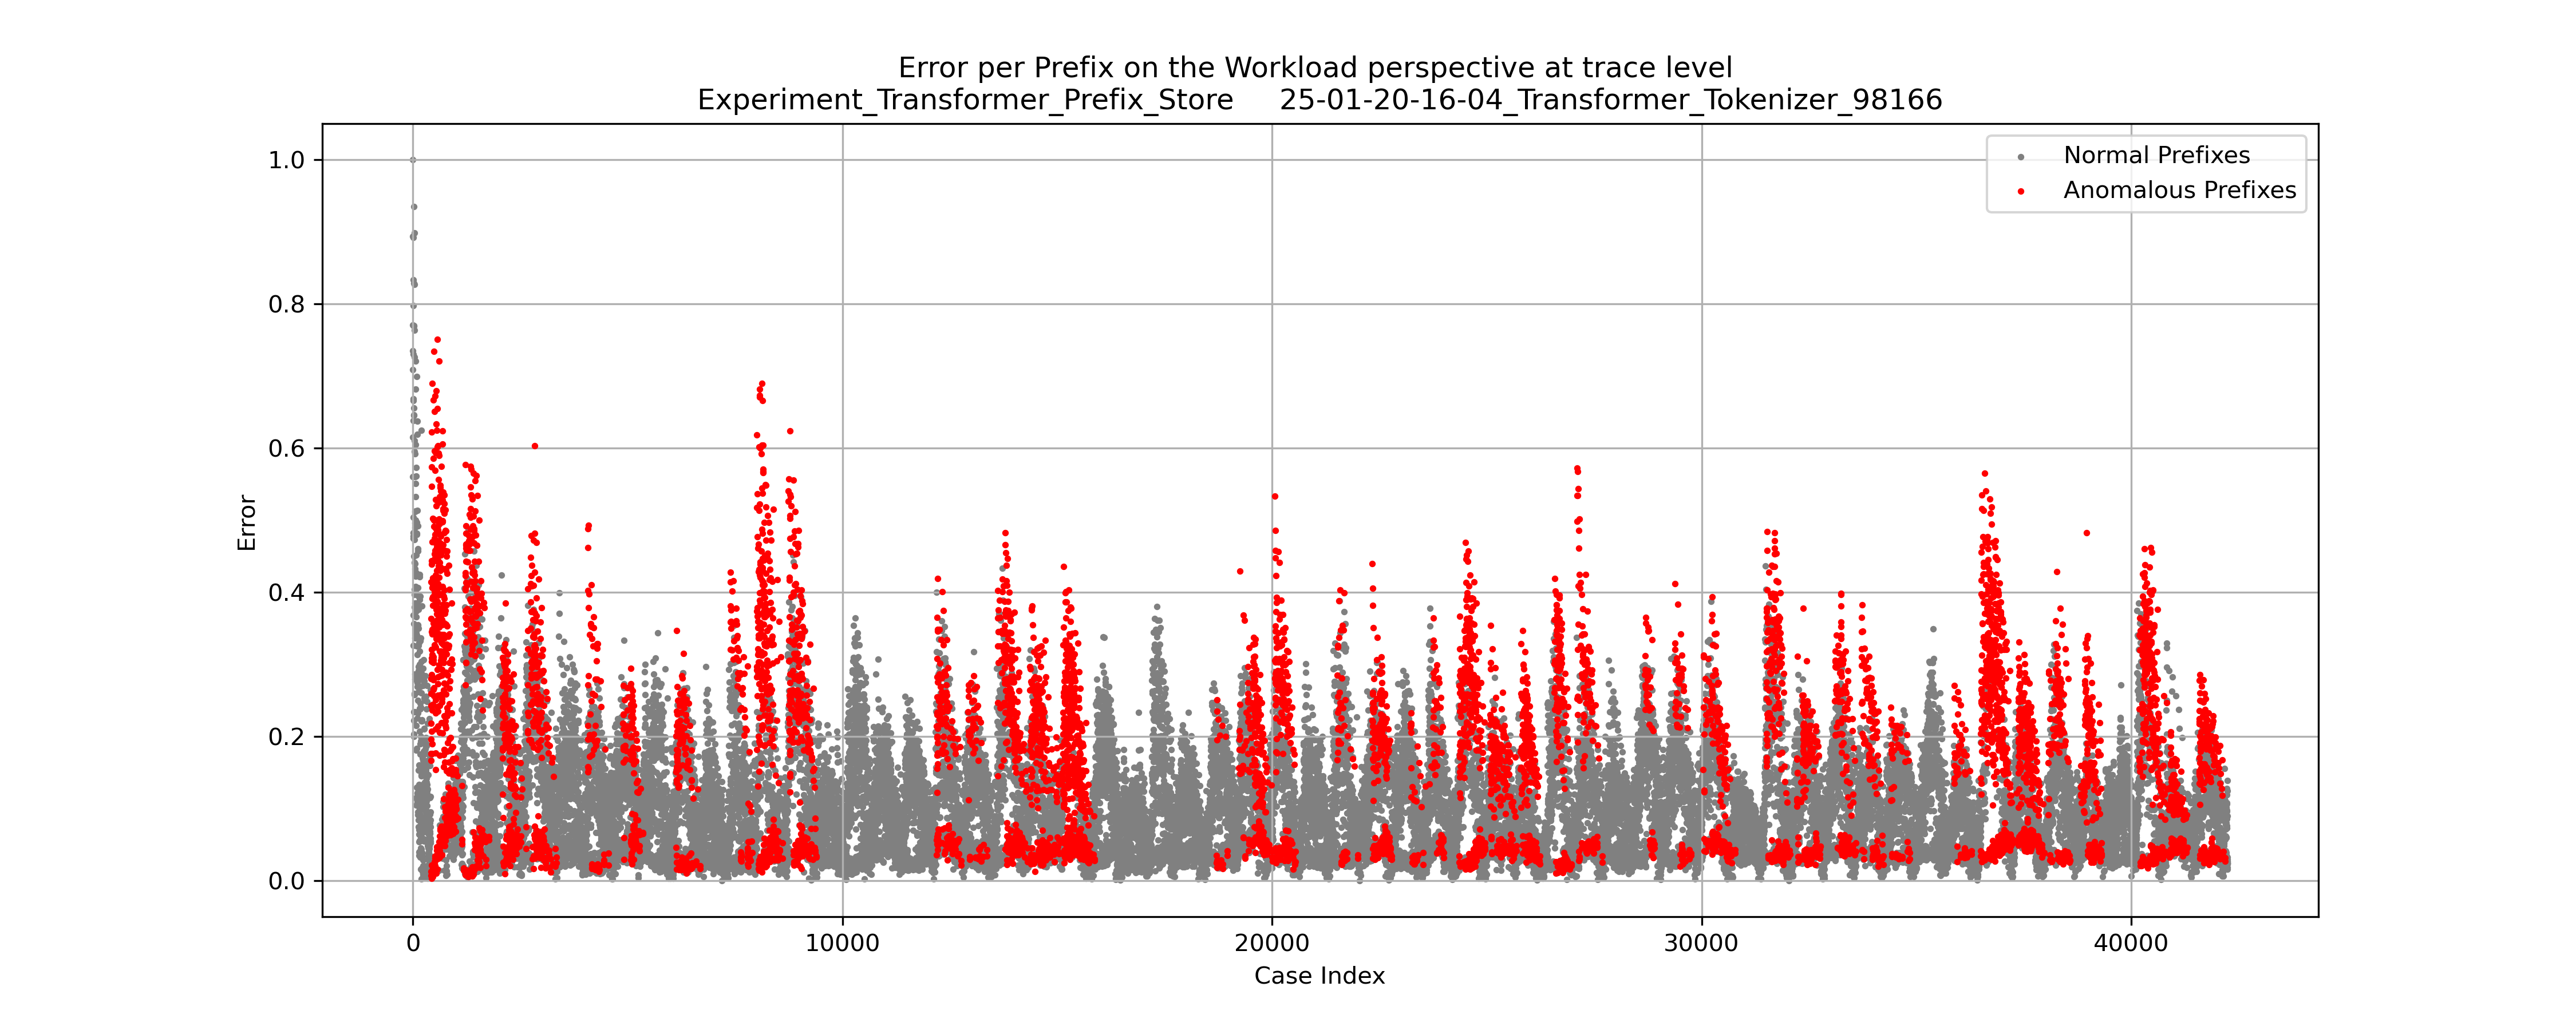 Error per Prefix on the Workload perspective at trace level
Experiment_Transformer_Prefix_Store     25-01-20-16-04_Transformer_Tokenizer_98166
Normal Prefixes
Anomalous Prefixes
1.0
0.8
0.6
0.4
0.2
0.0
Error
0 10000 20000 30000 40000
Case Index